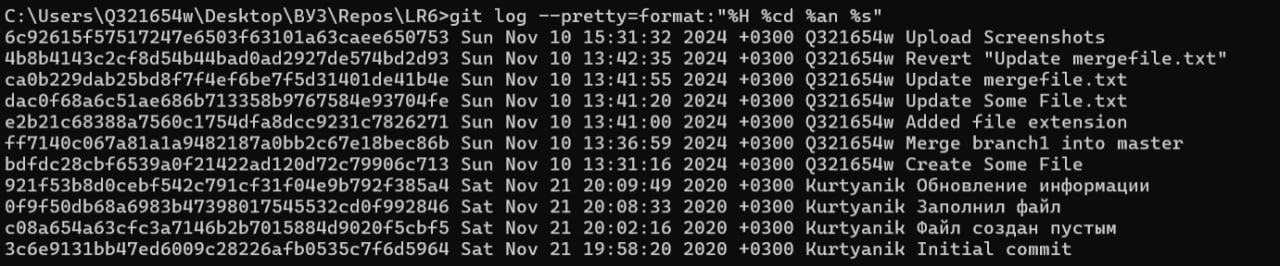 C:\Users\Q321654w\Desktop\ВУЗ\Repos\LR6>git log --pretty=format:"%H %cd %an %s"
6c92615f57517247e6503f63101a63caee650753 Sun Nov 10 15:31:32 2024 +0300 Q321654w Upload Screenshots
4b8b4143c2cf8d54b44bad0ad2927de574bd2d93 Sun Nov 10 13:42:35 2024 +0300 Q321654w Revert "Update mergefile.txt"
ca0b229dab25bd8f7f4ef6be7f5d31401de41b4e Sun Nov 10 13:41:55 2024 +0300 Q321654w Update mergefile.txt
dac0f68a6c51ae686b713358b9767584e93704fe Sun Nov 10 13:41:20 2024 +0300 Q321654w Update Some File.txt
e2b21c68388a7560c1754dfa8dcc9231c7826271 Sun Nov 10 13:41:00 2024 +0300 Q321654w Added file extension
ff7140c067a81a1a9482187a0bb2c67e18bec86b Sun Nov 10 13:36:59 2024 +0300 Q321654w Merge branch1 into master
bdfdc28cbf6539a0f21422ad120d72c79906c713 Sun Nov 10 13:31:16 2024 +0300 Q321654w Create Some File
921f53b8d0cebf542c791cf31f04e9b792f385a4 Sat Nov 21 20:09:49 2020 +0300 Kurtyanik Обновление информации
0f9f50db68a6983b47398017545532cd0f992846 Sat Nov 21 20:08:33 2020 +0300 Kurtyanik Заполнил файл
c08a654a63cfc3a7146b2b7015884d9020f5cbf5 Sat Nov 21 20:02:16 2020 +0300 Kurtyanik Файл создан пустым
3c6e9131bb47ed6009c28226afb0535c7f6d5964 Sat Nov 21 19:58:20 2020 +0300 Kurtyanik Initial commit